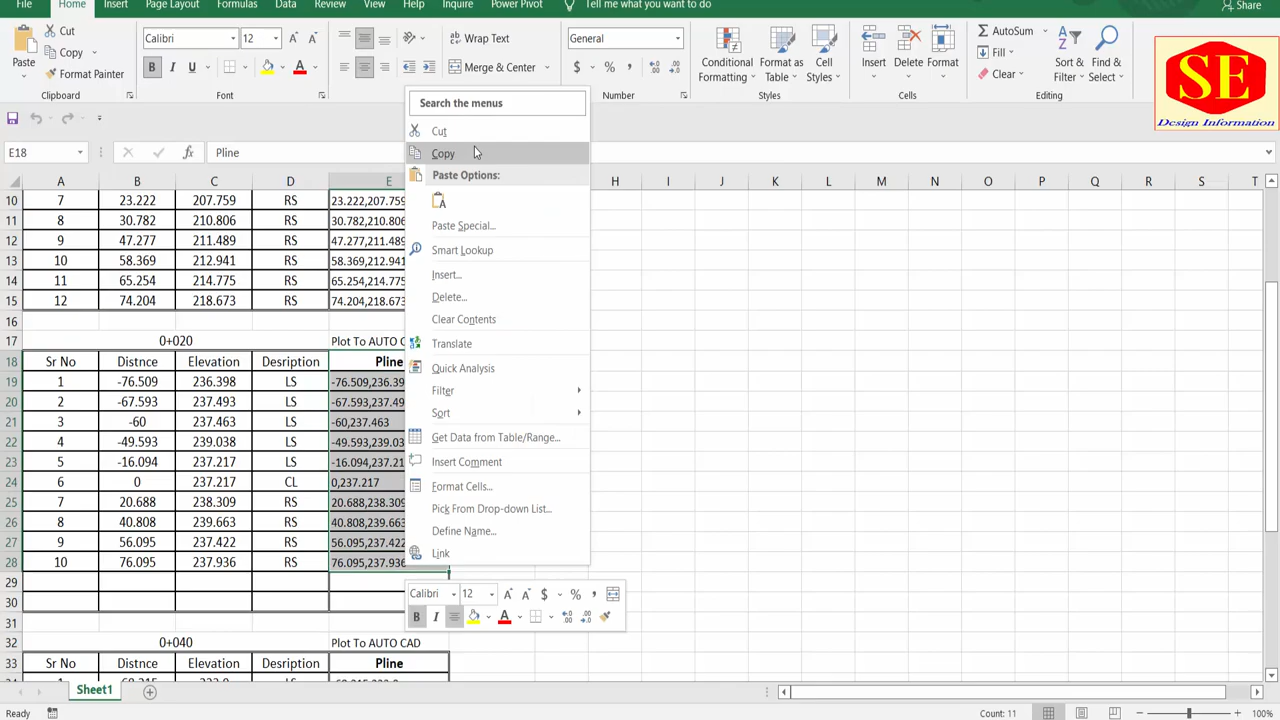 File Home Insert Page Layout Formulas Data Review View Help Inquire Power Pivot Tell me what you want to do Share
Cut
Copy
Format Painter
Paste
Clipboard
Calibri 12
B I U
Font
Wrap Text
Merge & Center
General
$ % ,
Number
Conditional Formatting
Format as Table
Cell Styles
Styles
Insert Delete Format
Cells
AutoSum
Fill
Clear
Sort & Filter
Find & Select
Editing
SE
Design Information
E18 fx Pline
A B C D E H I J K L M N O P Q R S T
10 7 23.222 207.759 RS 23.222,207.759
11 8 30.782 210.806 RS 30.782,210.806
12 9 47.277 211.489 RS 47.277,211.489
13 10 58.369 212.941 RS 58.369,212.941
14 11 65.254 214.775 RS 65.254,214.775
15 12 74.204 218.673 RS 74.204,218.673
16
17 0+020 Plot To AUTO C
18 Sr No Distnce Elevation Desription Pline
19 1 -76.509 236.398 LS -76.509,236.39
20 2 -67.593 237.493 LS -67.593,237.49
21 3 -60 237.463 LS -60,237.463
22 4 -49.593 239.038 LS -49.593,239.03
23 5 -16.094 237.217 LS -16.094,237.21
24 6 0 237.217 CL 0,237.217
25 7 20.688 238.309 RS 20.688,238.309
26 8 40.808 239.663 RS 40.808,239.663
27 9 56.095 237.422 RS 56.095,237.422
28 10 76.095 237.936 RS 76.095,237.936
29
30
31
32 0+040 Plot To AUTO CAD
33 Sr No Distnce Elevation Desription Pline
Search the menus
Cut
Copy
Paste Options:
Paste Special...
Smart Lookup
Insert...
Delete...
Clear Contents
Translate
Quick Analysis
Filter
Sort
Get Data from Table/Range...
Insert Comment
Format Cells...
Pick From Drop-down List...
Define Name...
Link
Calibri 12 A A $ % ,
B I A
Sheet1
Ready Count: 11 100%